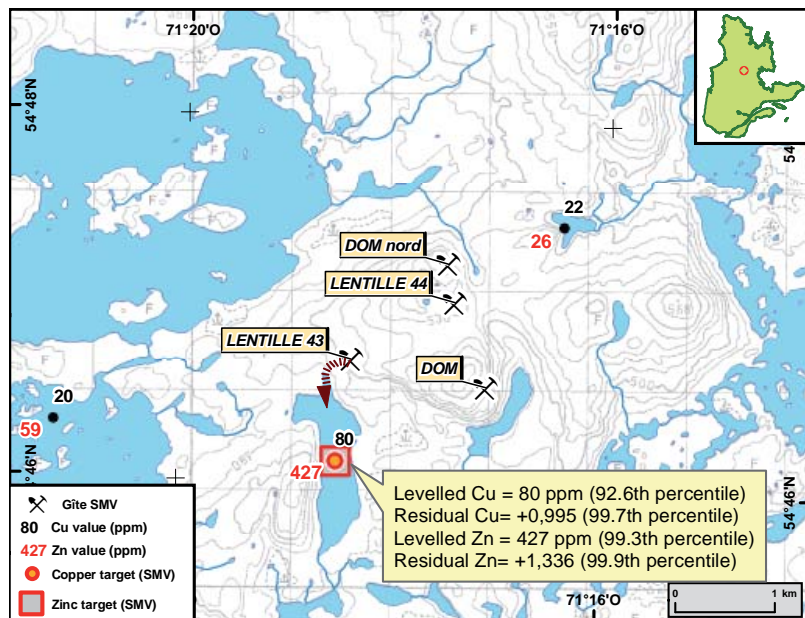 71°20'O
71°16'O
54°48'N
22
26
DOM nord
LENTILLE 44
LENTILLE 43
DOM
20
59
80
427
54°46'N
Levelled Cu = 80 ppm (92.6th percentile)
Residual Cu= +0,995 (99.7th percentile)
Levelled Zn = 427 ppm (99.3th percentile)
Residual Zn= +1,336 (99.9th percentile)
Gîte SMV
80 Cu value (ppm)
427 Zn value (ppm)
Copper target (SMV)
Zinc target (SMV)
71°16'O
0 1 km